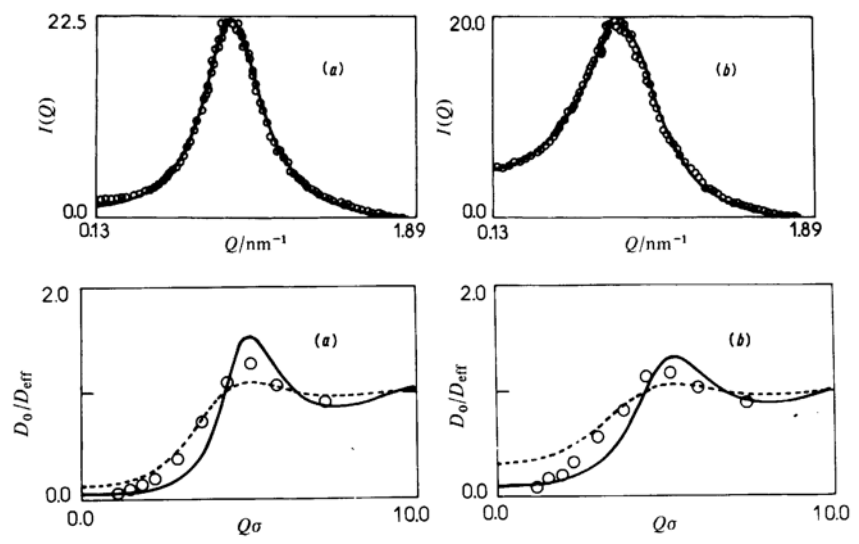 22.5
(a)
I(Q)
0.0
0.13
Q/nm⁻¹
1.89
20.0
(b)
I(Q)
0.0
0.13
Q/nm⁻¹
1.89
2.0
(a)
D₀/D_eff
0.0
0.0
Qσ
10.0
2.0
(b)
D₀/D_eff
0.0
0.0
Qσ
10.0